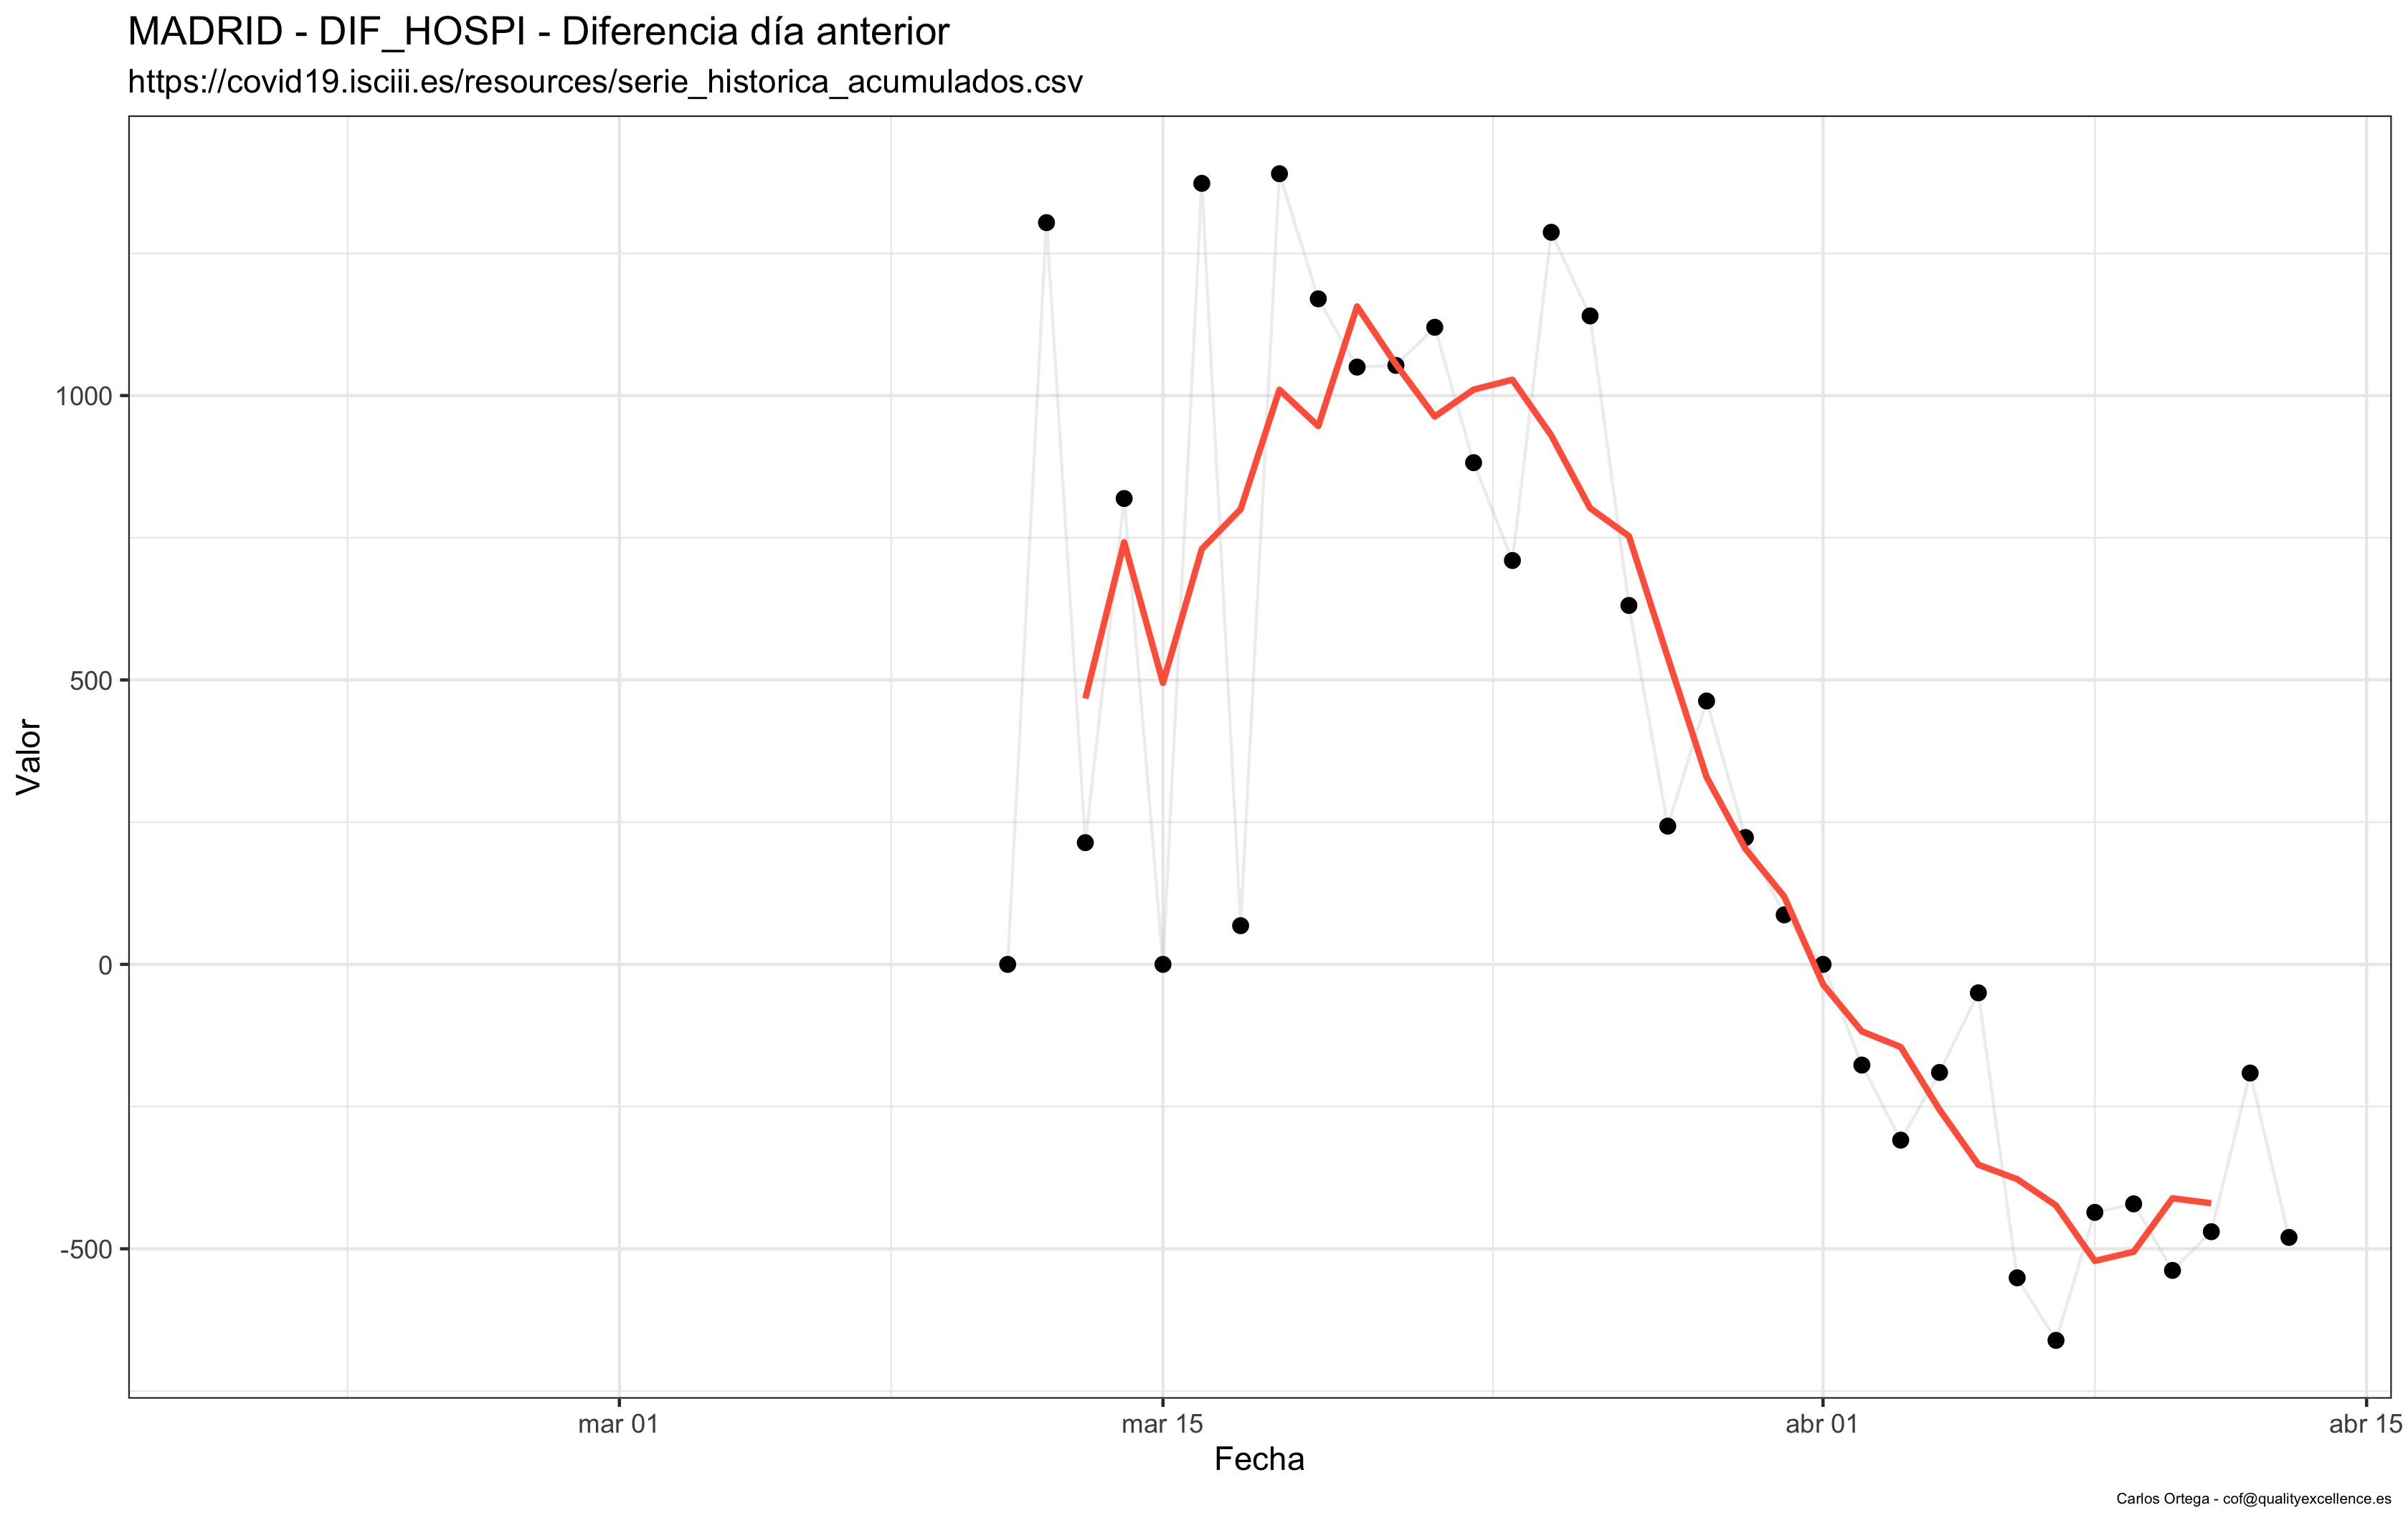 MADRID - DIF_HOSPI - Diferencia día anterior
https://covid19.isciii.es/resources/serie_historica_acumulados.csv
Valor
1000
500
0
-500
mar 01
mar 15
abr 01
abr 15
Fecha
Carlos Ortega - cof@qualityexcellence.es